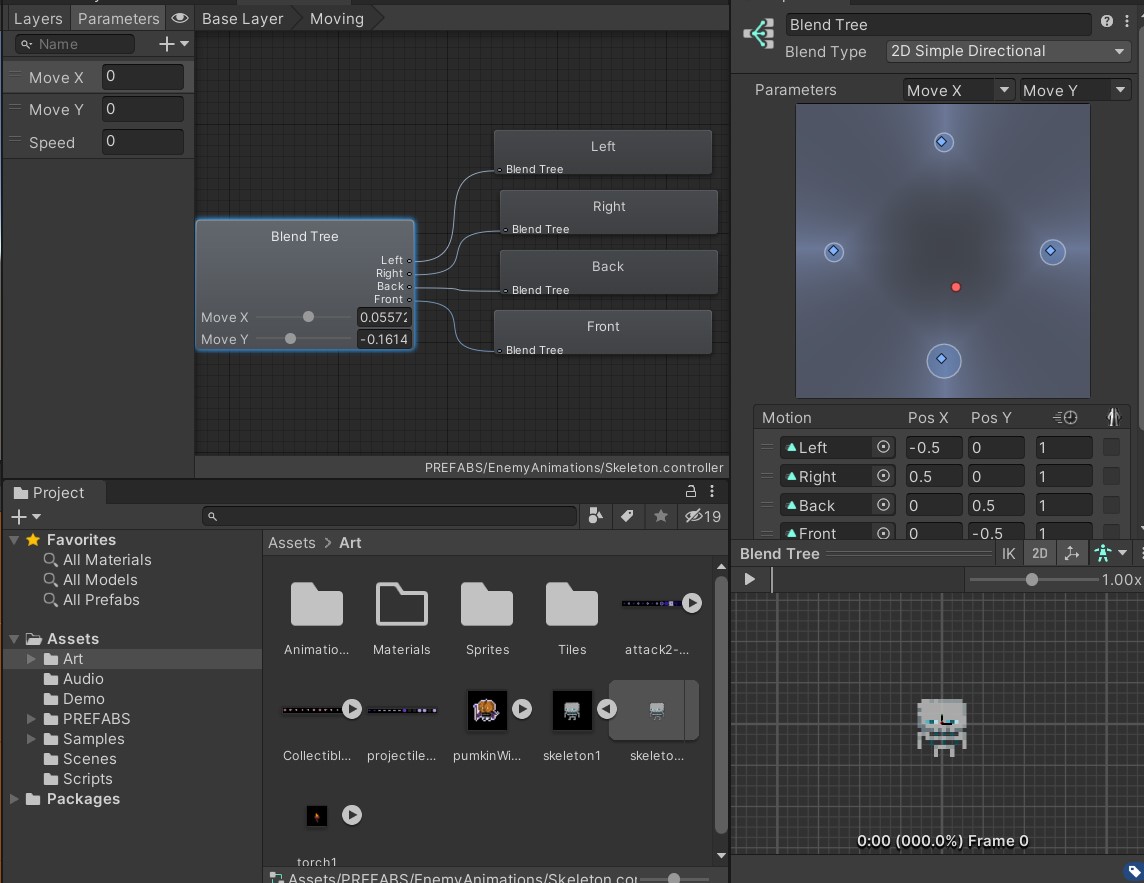 Layers
Parameters
Base Layer
Moving
Name
Move X
0
Move Y
0
Speed
0
Left
Blend Tree
Right
Blend Tree
Back
Blend Tree
Front
Blend Tree
Blend Tree
Left
Right
Back
Front
Move X
0.0557
Move Y
-0.1614
PREFABS/EnemyAnimations/Skeleton.controller
Blend Tree
Blend Type
2D Simple Directional
Parameters
Move X
Move Y
Motion
Pos X
Pos Y
Left
-0.5
0
1
Right
0.5
0
1
Back
0
0.5
1
Front
0
-0.5
1
Blend Tree
IK
2D
1.00x
0:00 (000.0%) Frame 0
Project
19
Favorites
All Materials
All Models
All Prefabs
Assets
Art
Audio
Demo
PREFABS
Samples
Scenes
Scripts
Packages
Assets > Art
Animatio...
Materials
Sprites
Tiles
attack2-...
Collectibl...
projectile...
pumkinWi...
skeleton1
skeleto...
torch1
Assets/PREFABS/EnemyAnimations/Skeleton.co